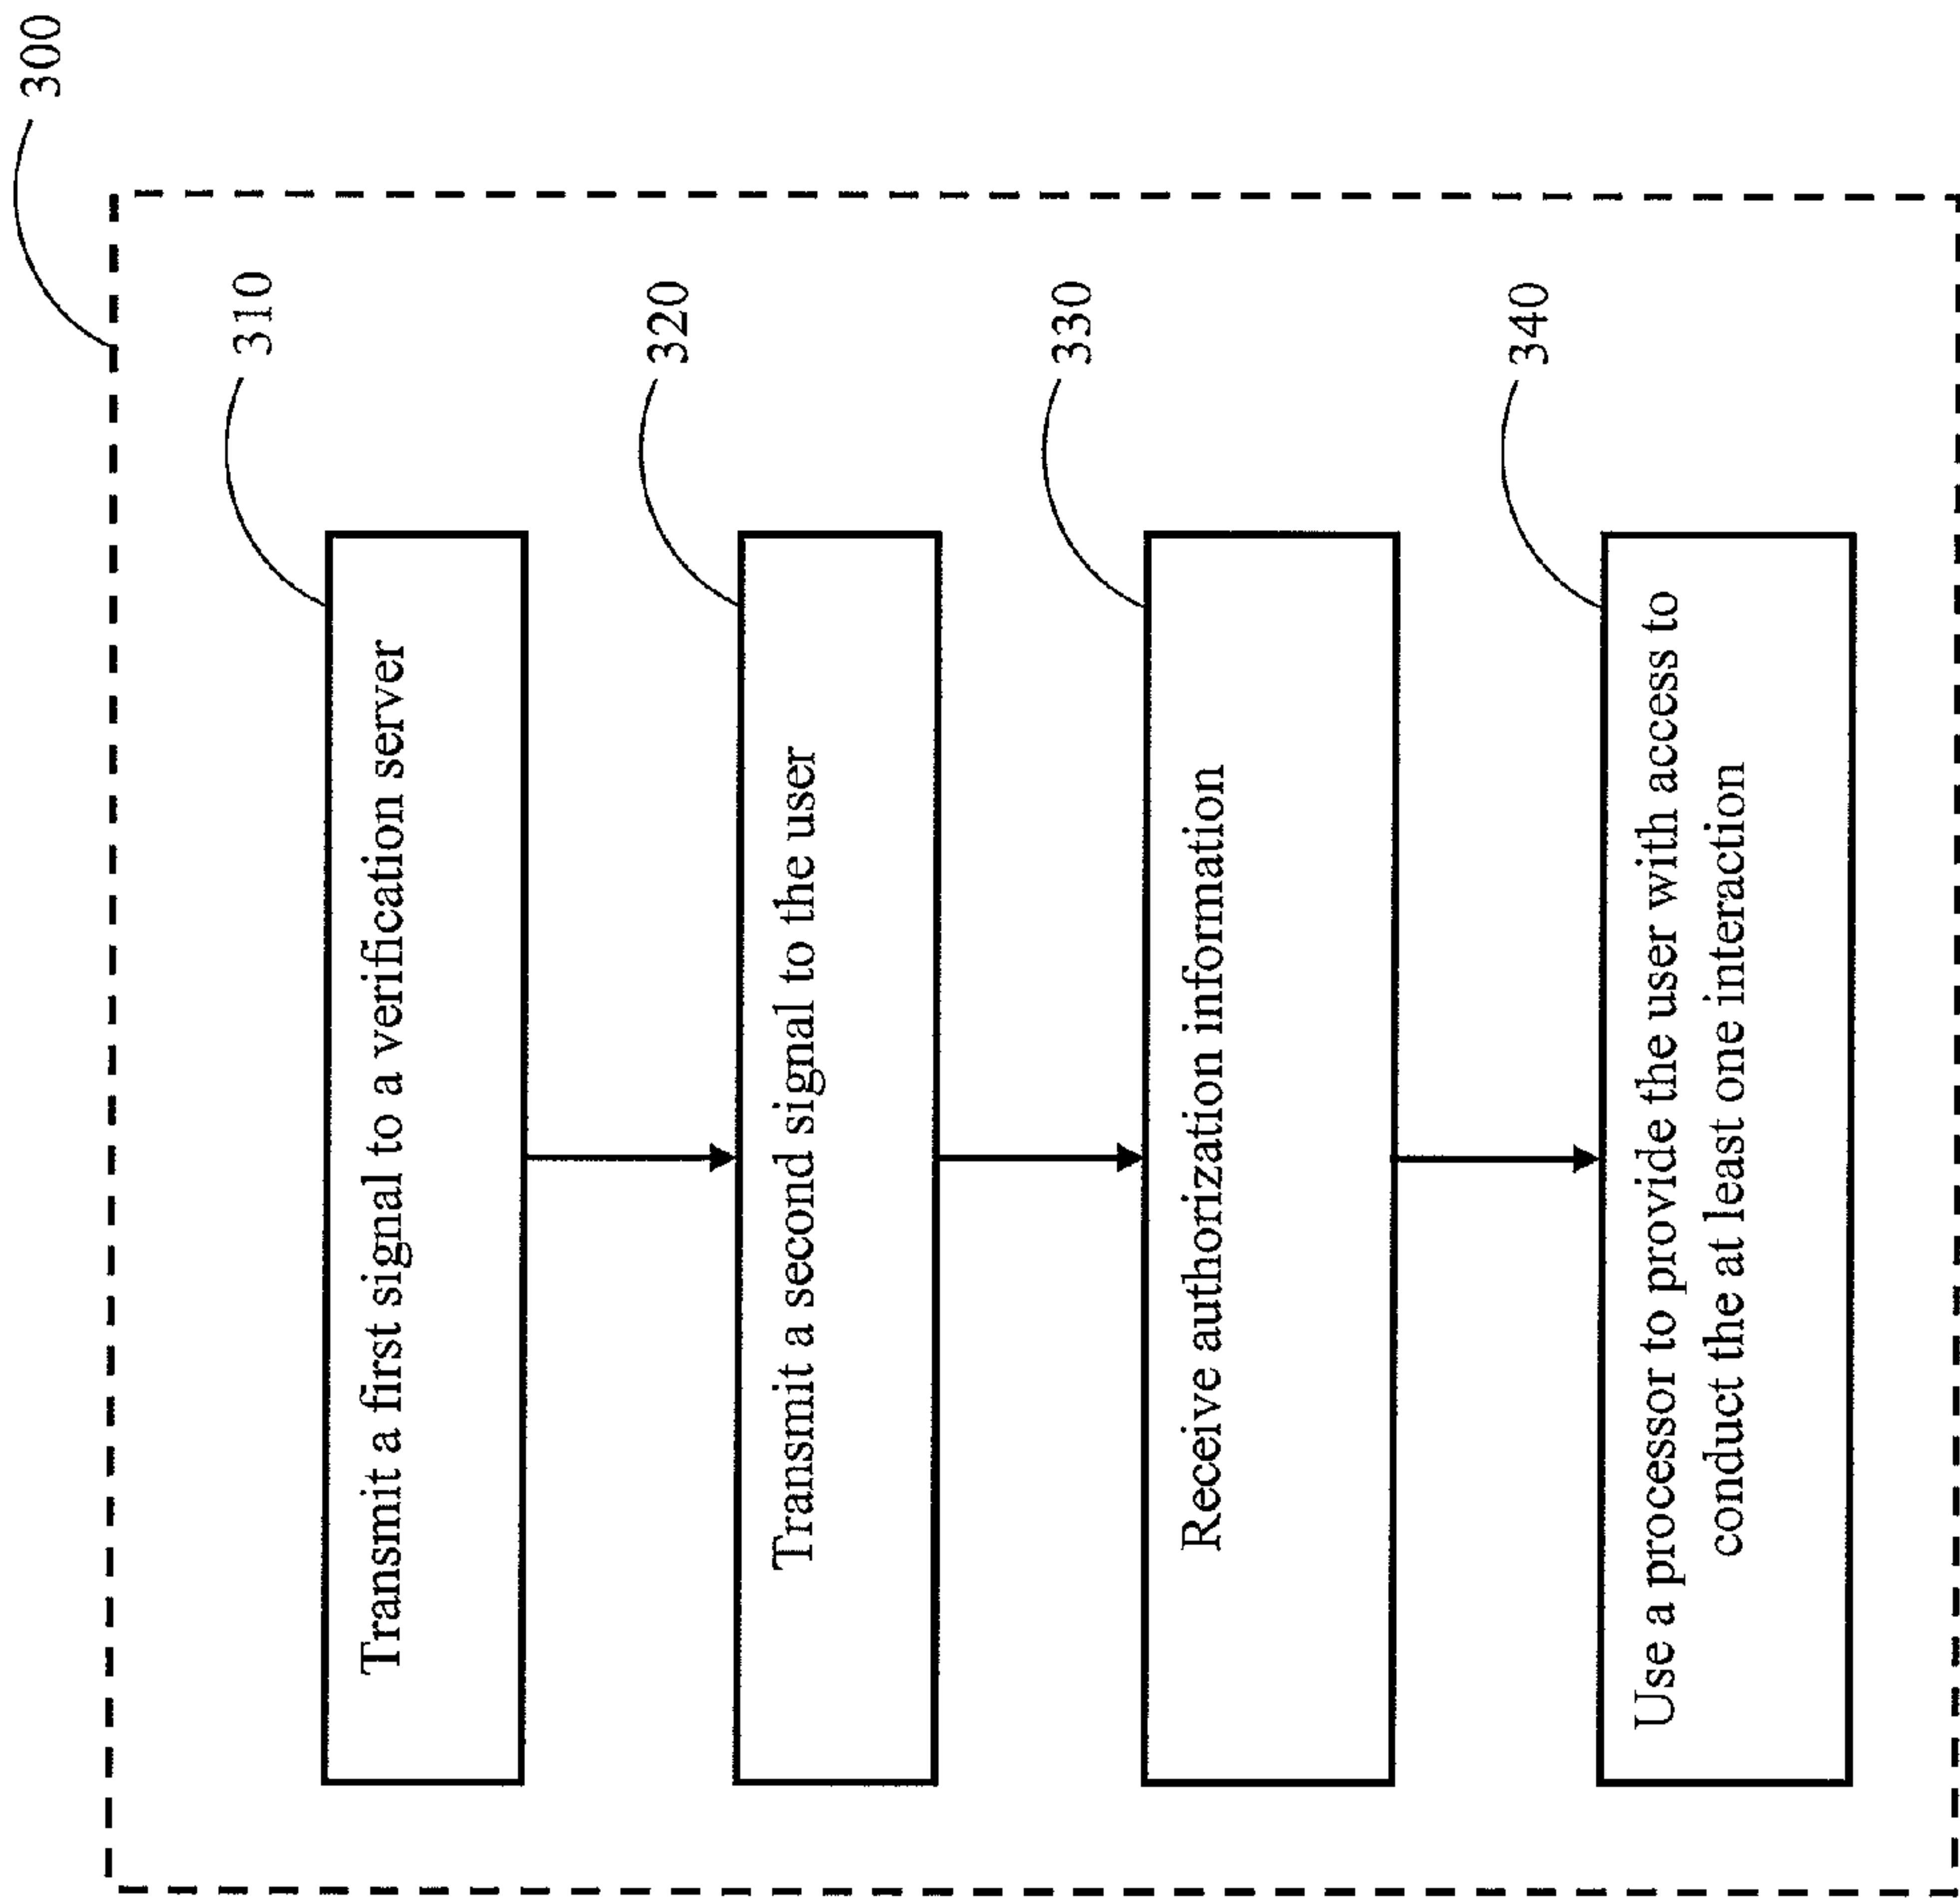 300
310
Transmit a first signal to a verification server
320
Transmit a second signal to the user
330
Receive authorization information
340
Use a processor to provide the user with access to
conduct the at least one interaction